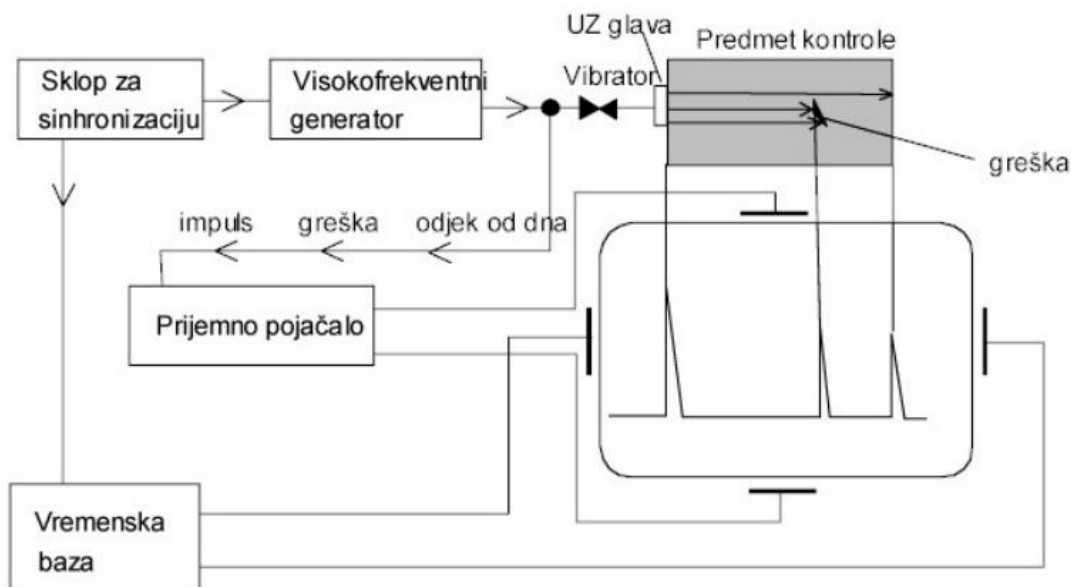 UZ glava
Predmet kontrole
Sklop za
sinhronizaciju
Visokofrekventni
generator
Vibrator
greška
impuls
greška
odjek od dna
Prijemno pojačalo
Vremenska
baza